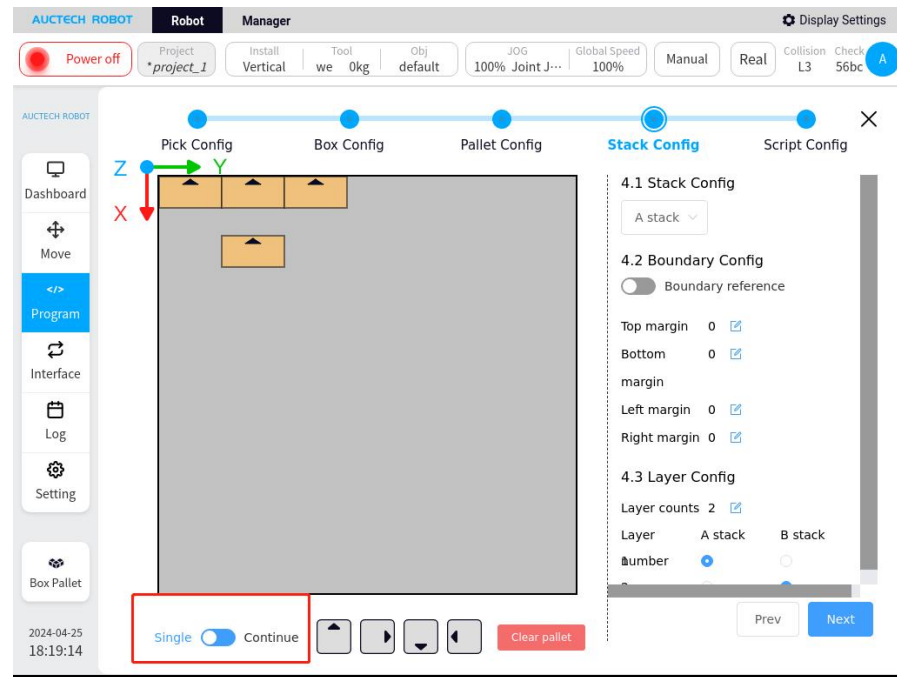 AUCTECH ROBOT Robot Manager Display Settings
Power off
Project
*project_1
Install
Vertical
Tool
we 0kg
Obj
default
JOG
100% Joint J···
Global Speed
100%
Manual
Real
Collision Check
L3 56bc
A
AUCTECH ROBOT
Dashboard
Move
</>
Program
Interface
Log
Setting
Box Pallet
2024-04-25
18:19:14
Pick Config Box Config Pallet Config Stack Config Script Config
Z Y
X
4.1 Stack Config
A stack
4.2 Boundary Config
Boundary reference
Top margin 0
Bottom 0
margin
Left margin 0
Right margin 0
4.3 Layer Config
Layer counts 2
Layer A stack B stack
number
Single Continue
Clear pallet
Prev Next